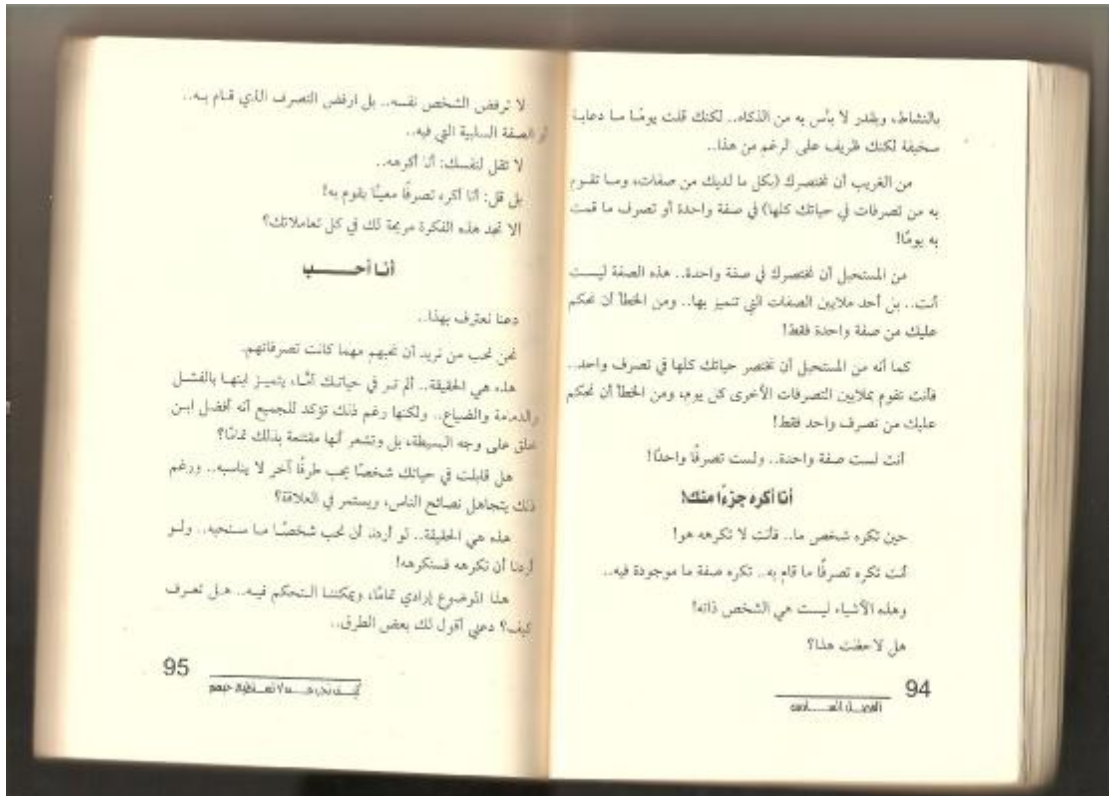 بالنشاط، وبقدر لا بأس به من الذكاء.. لكنك قلت يومًا ما دعابة
سخيفة لكنك ظريف على الرغم من هذا..
من الغريب أن نختصرك (بكل ما لديك من صفات، وما تقوم
به من تصرفات في حياتك كلها) في صفة واحدة أو تصرف ما قمت
به يومًا!
من المستحيل أن نختصرك في صفة واحدة.. هذه الصفة ليست
أنت.. بل أحد ملايين الصفات التي تتميز بها.. ومن الخطأ أن نحكم
عليك من صفة واحدة فقط!
كما أنه من المستحيل أن نختصر حياتك كلها في تصرف واحد..
فأنت تقوم بملايين التصرفات الأخرى كل يوم، ومن الخطأ أن نحكم
عليك من تصرف واحد فقط!
أنت لست صفة واحدة.. ولست تصرفًا واحدًا!
أنا أكره جزءًا منك!
حين تكره شخص ما.. فأنت لا تكرهه هو!
أنت تكره تصرفًا ما قام به.. تكره صفة ما موجودة فيه..
وهذه الأشياء ليست هي الشخص ذاته!
هل لاحظت هذا؟
94
الفصل السادس
لا ترفض الشخص نفسه.. بل ارفض التصرف الذي قام به..
أو الصفة السلبية التي فيه..
لا تقل لنفسك: أنا أكرهه..
بل قل: أنا أكره تصرفًا معينًا يقوم به!
ألا تجد هذه الفكرة مريحة لك في كل تعاملاتك؟
أنا أحـــــب
دعنا نعترف بهذا..
نحن نحب من نريد أن نحبهم مهما كانت تصرفاتهم.
هذه هي الحقيقة.. ألم تر في حياتك أمًّا، يتميز ابنها بالفشل
والدمامة والضياع.. ولكنها رغم ذلك تؤكد للجميع أنه أفضل ابن
خلق على وجه البسيطة، بل وتشعر أنها مقتنعة بذلك تمامًا؟
هل قابلت في حياتك شخصًا يحب طرفًا آخر لا يناسبه.. ورغم
ذلك يتجاهل نصائح الناس، ويستمر في العلاقة؟
هذه هي الحقيقة.. لو أردنا أن نحب شخصًا ما سنحبه.. ولو
أردنا أن نكرهه فسنكرهه!
هذا الموضوع إرادي تمامًا، ويمكننا التحكم فيه.. هل تعرف
كيف؟ دعني أقول لك بعض الطرق..
95